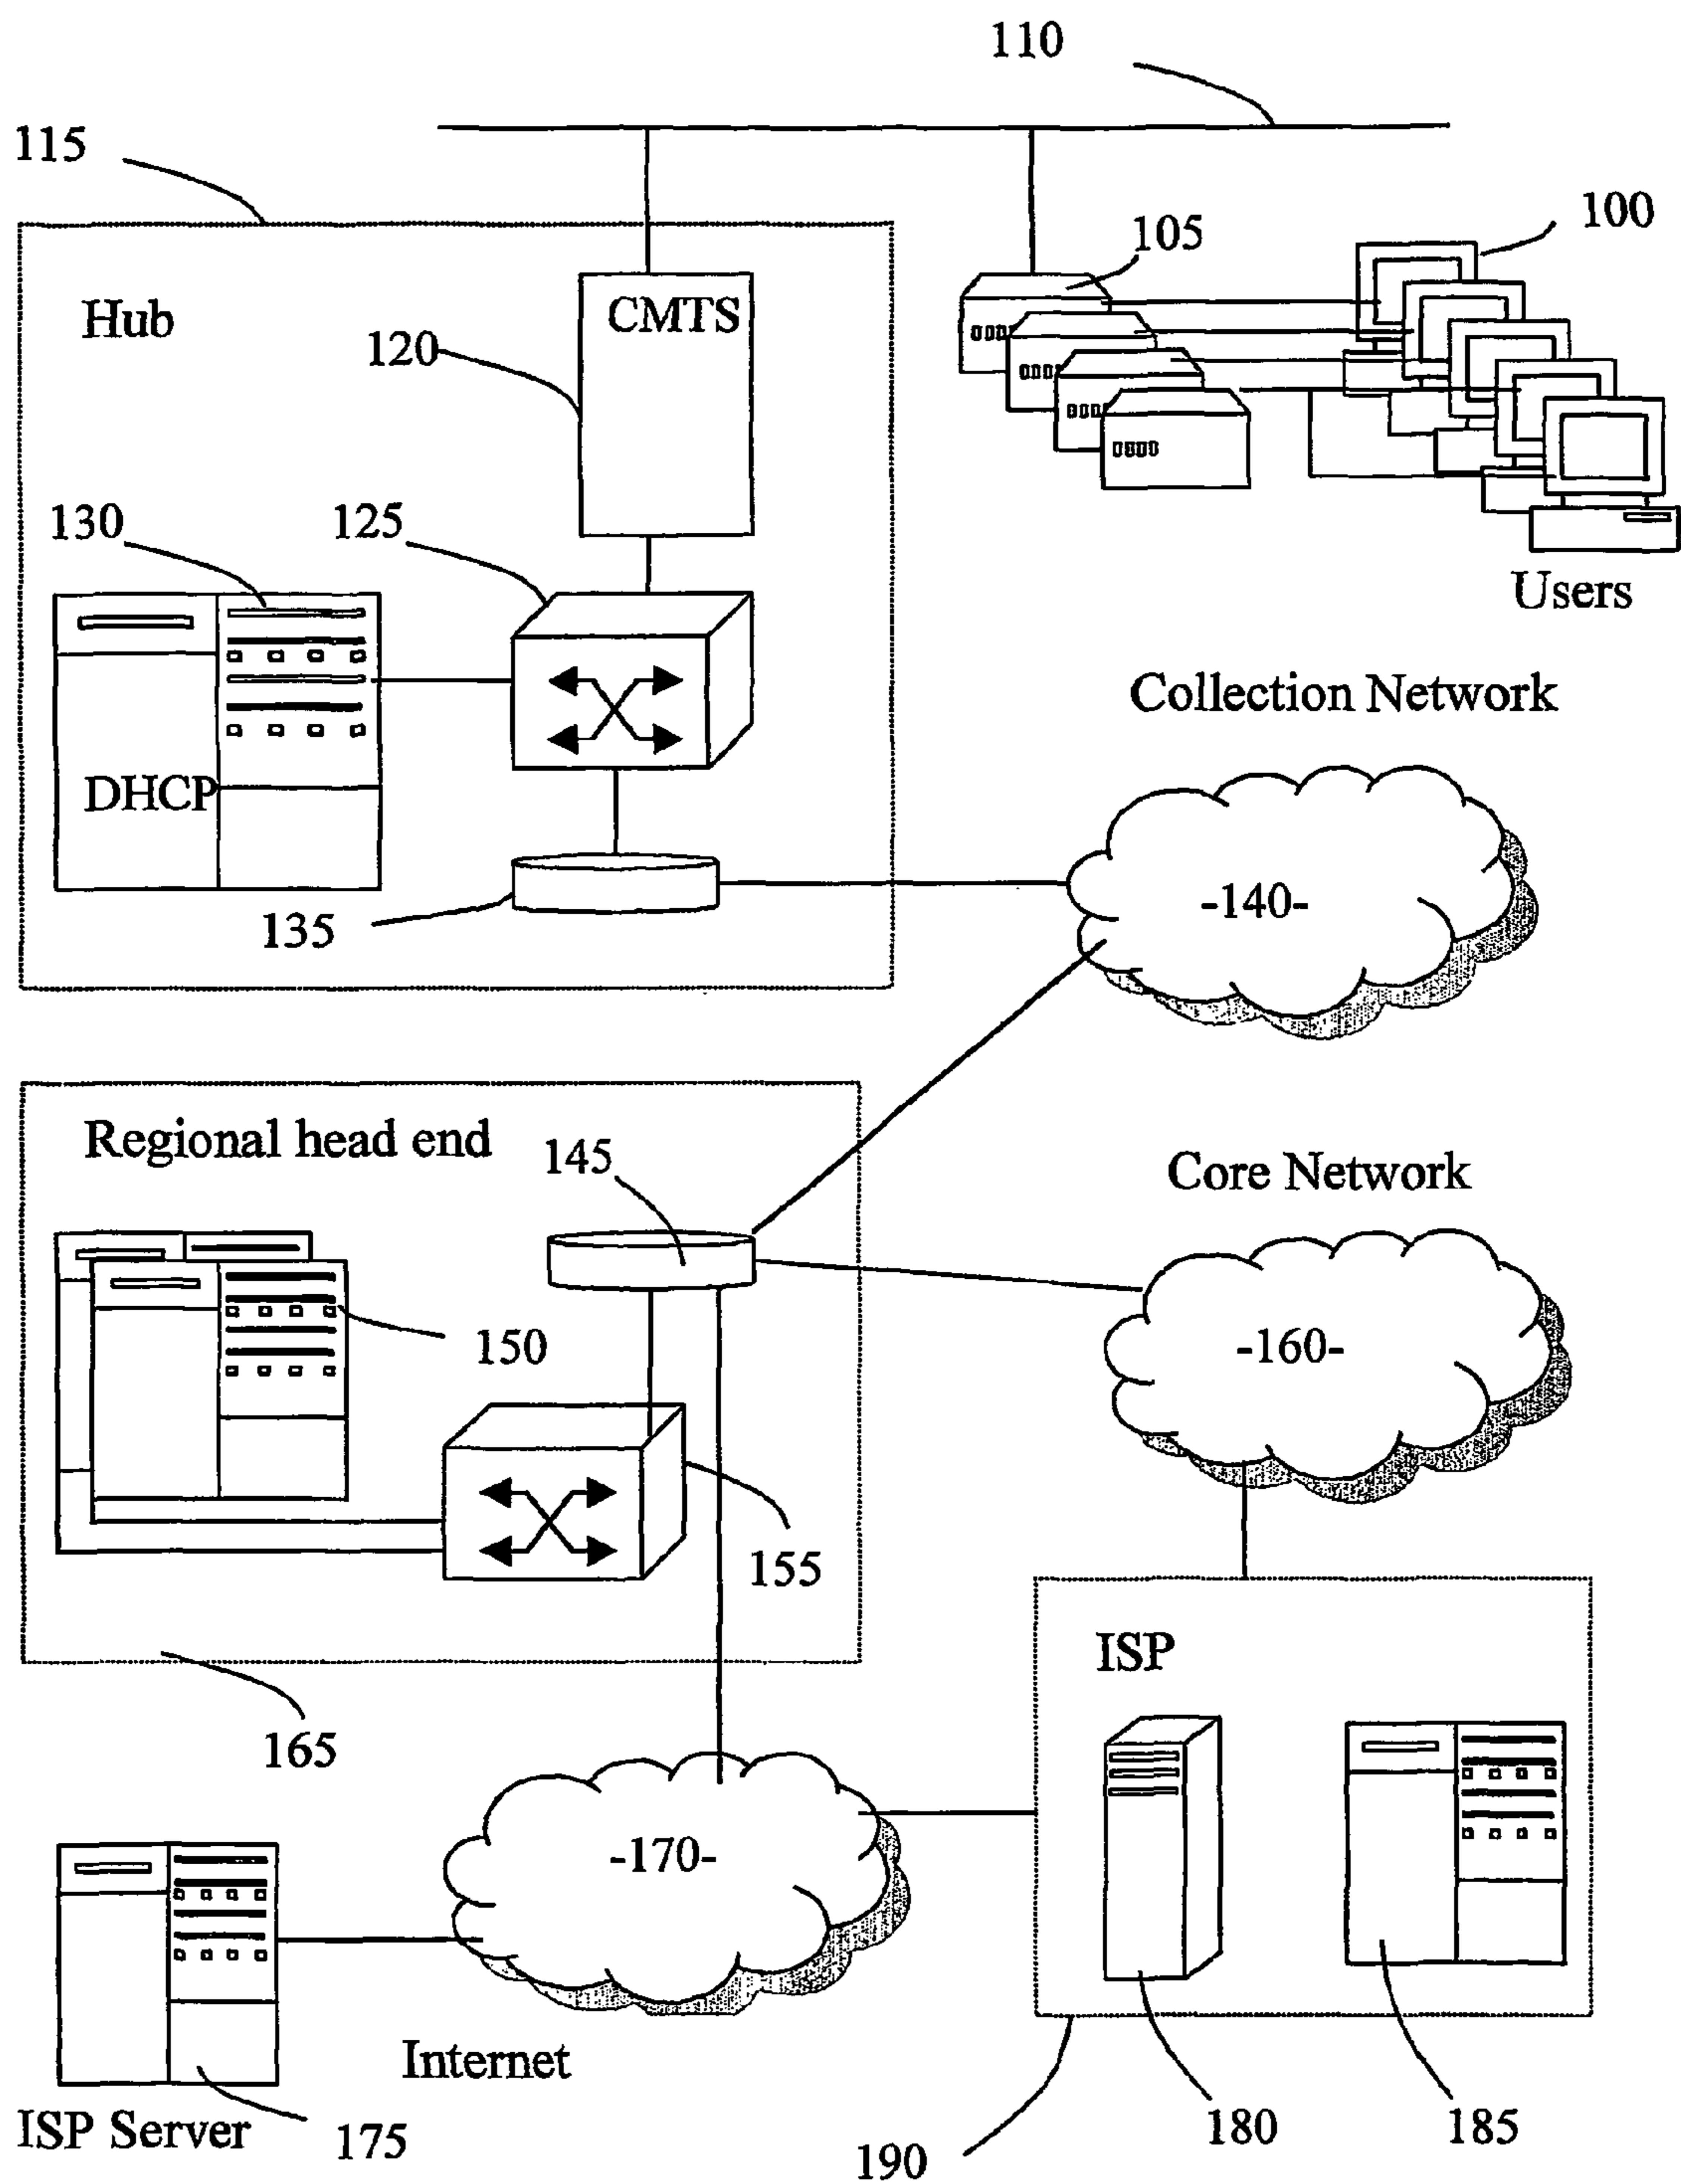 110
115
100
105
Hub
CMTS
120
130
125
Users
Collection Network
DHCP
-140-
135
Regional head end
145
Core Network
150
-160-
155
ISP
165
-170-
Internet
ISP Server
175
180
185
190